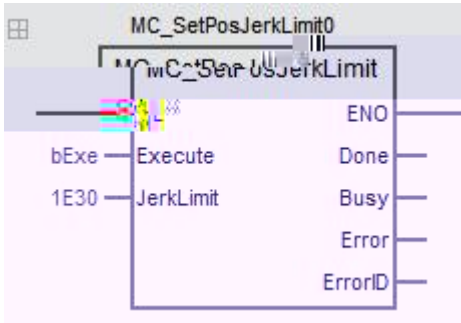 MC_SetPosJerkLimit0
ENO
bExe Execute Done
1E30 JerkLimit Busy
Error
ErrorID